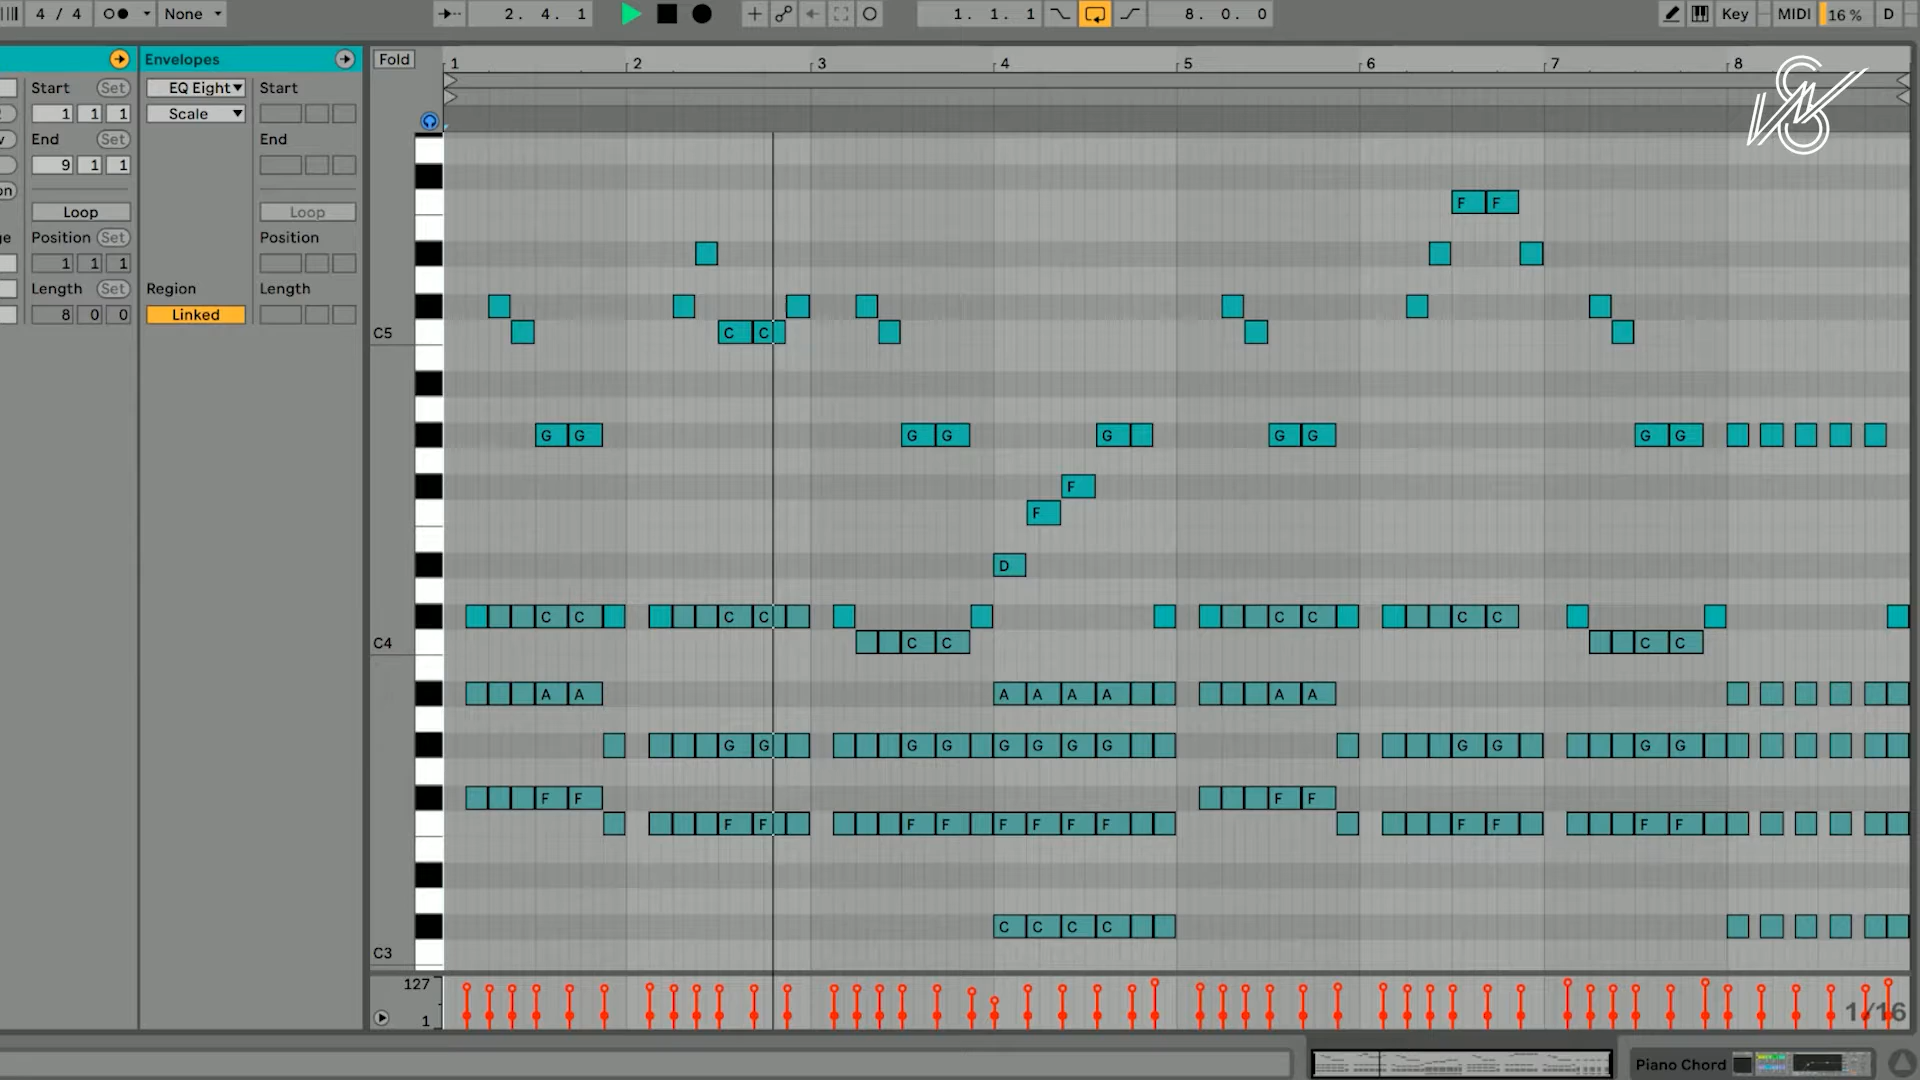 4 / 4 None 2. 4. 1 1. 1. 1 8. 0. 0 Key MIDI 16 % D
Envelopes Fold 1 2 3 4 5 6 7 8
Start Set EQ Eight Start
1 1 1 Scale
End Set End
9 1 1
on
Loop Loop
Position Set Position
1 1 1
Length Set Region Length
8 0 0 Linked
F F
C5 C C
G G G G G G G G G
F
F
D
C C C C C C C C
C4 C C C C
A A A A A A A A
G G G G G G G G G G G G
F F F F
F F F F F F F F F F F F
C C C C
C3
127
1 1/16
Piano Chord